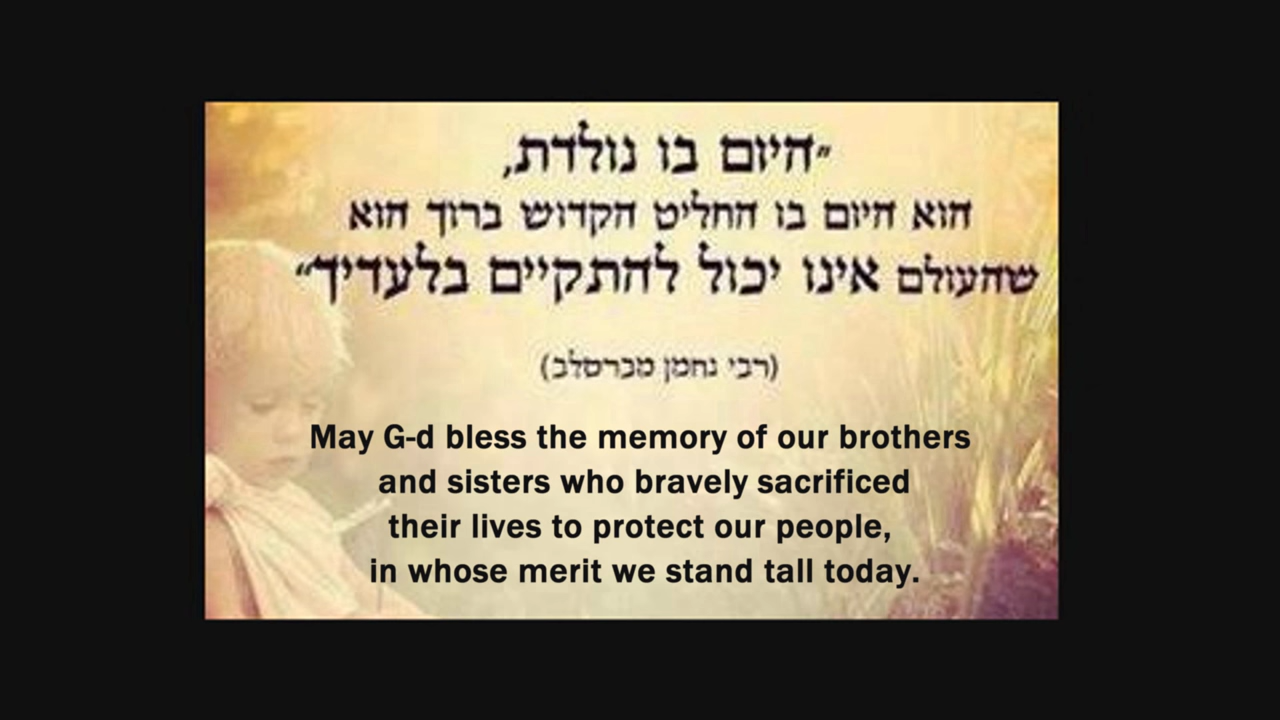 "היום בו נולדת,
הוא היום בו החליט הקדוש ברוך הוא
שהעולם אינו יכול להתקיים בלעדיך"
(רבי נחמן מברסלב)
May G-d bless the memory of our brothers
and sisters who bravely sacrificed
their lives to protect our people,
in whose merit we stand tall today.